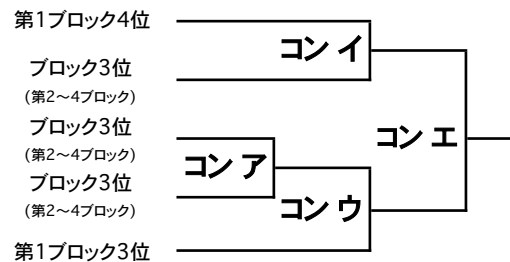 第1ブロック4位
コン イ
ブロック3位
(第2～4ブロック)
ブロック3位
(第2～4ブロック)
コン エ
コン ア
ブロック3位
(第2～4ブロック)
コン ウ
第1ブロック3位